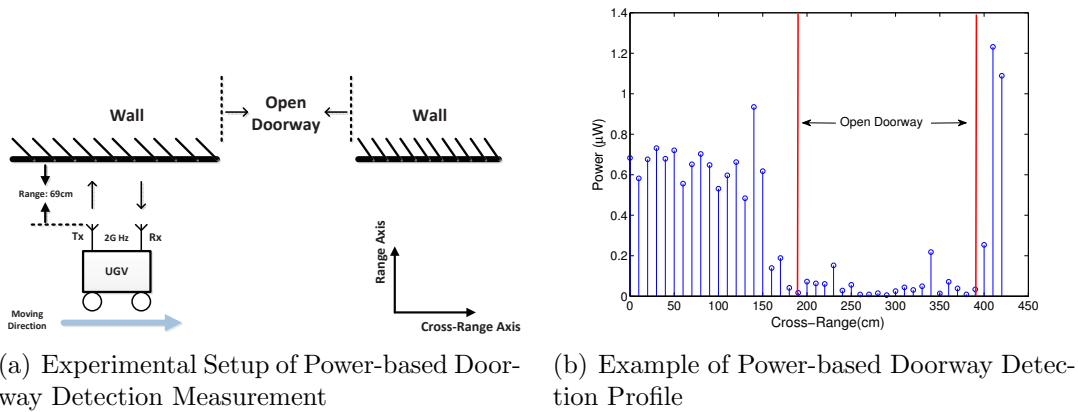 Wall
Open
Doorway
Wall
Range: 69cm
Tx
2G Hz
Rx
UGV
Moving
Direction
Range Axis
Cross-Range Axis
(a) Experimental Setup of Power-based Door-
way Detection Measurement
1.4
1.2
1
0.8
0.6
0.4
0.2
0
Power (μW)
Open Doorway
0
50
100
150
200
250
300
350
400
450
Cross−Range(cm)
(b) Example of Power-based Doorway Detec-
tion Profile